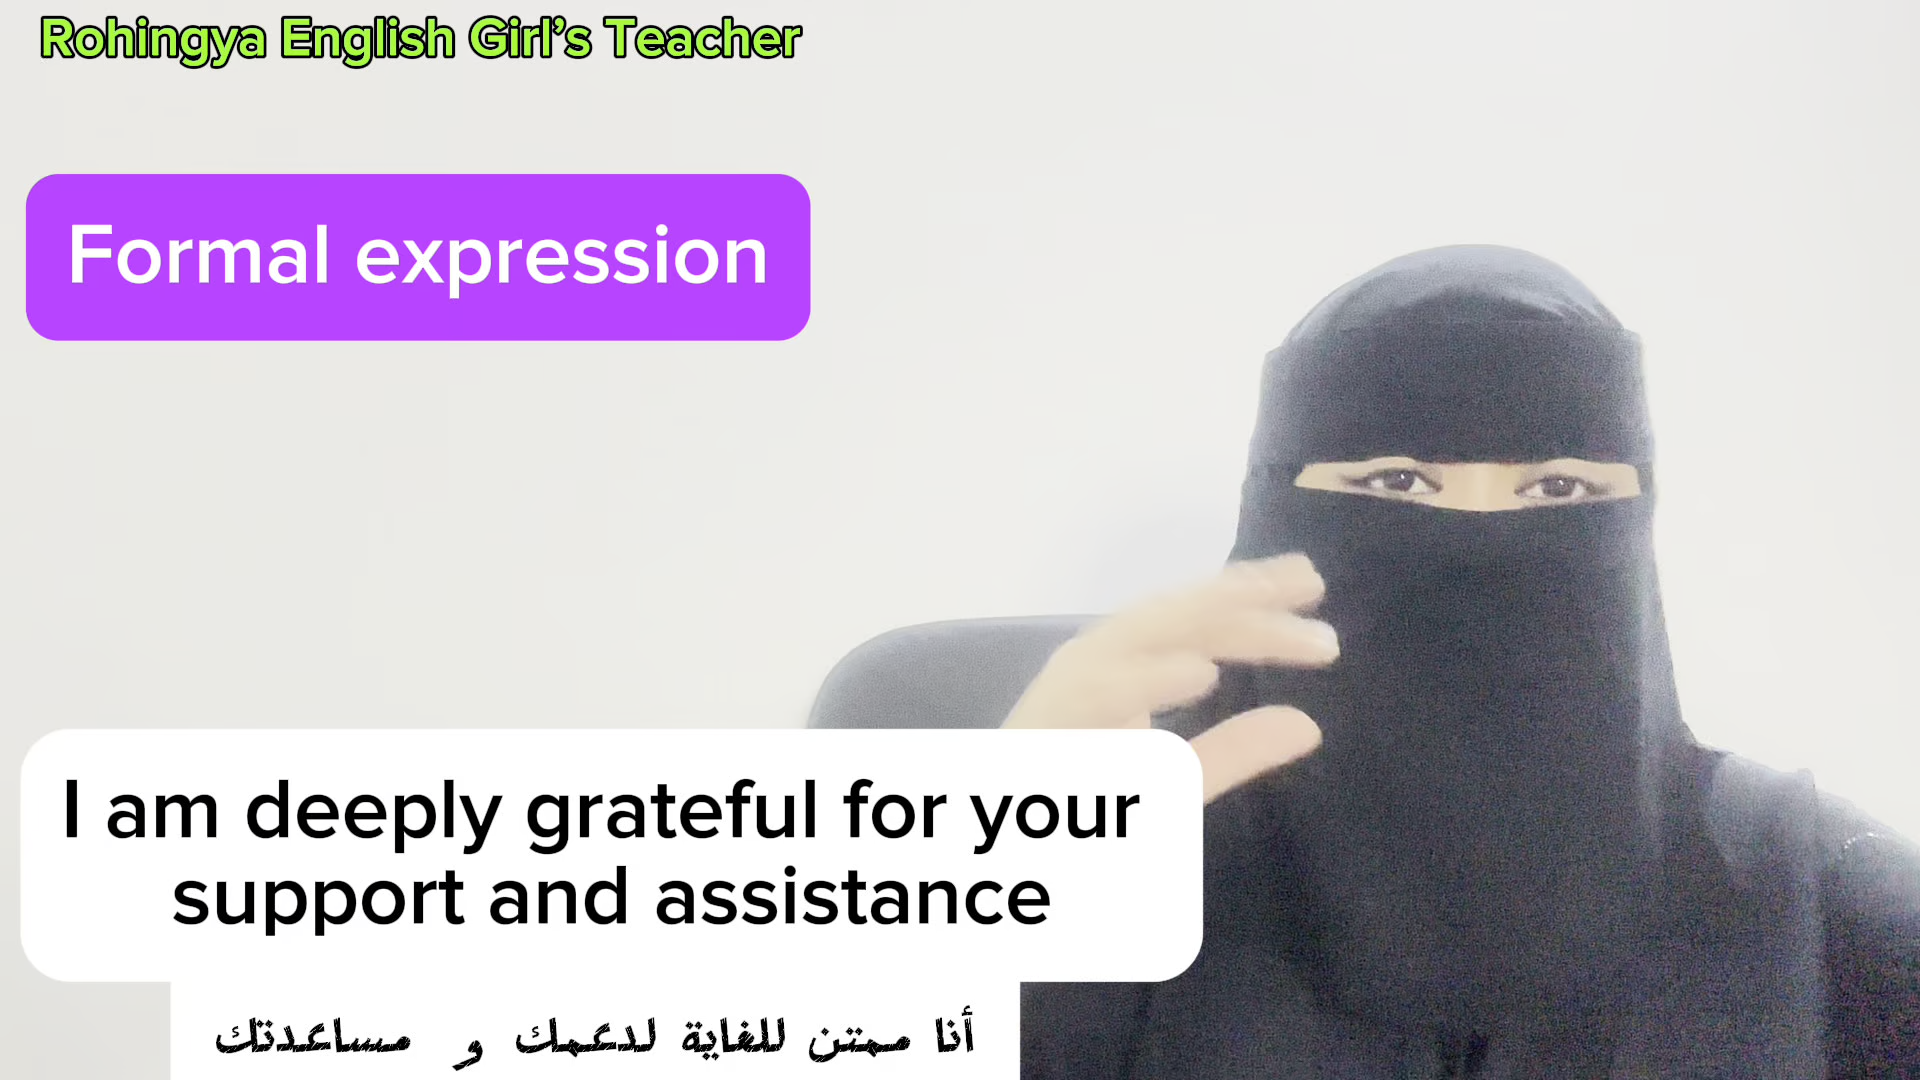 Rohingya English Girl’s Teacher
Formal expression
I am deeply grateful for your
support and assistance
أنا ممتن للغاية لدعمك و مساعدتك